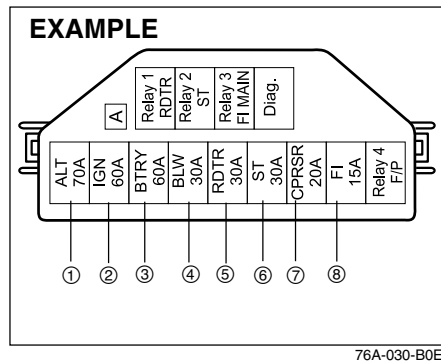 EXAMPLE
A
Relay 1
RDTR
Relay 2
ST
Relay 3
FI MAIN
Diag.
ALT
70A
IGN
60A
BTRY
60A
BLW
30A
RDTR
30A
ST
30A
CPRSR
20A
FI
15A
Relay 4
F/P
① ② ③ ④ ⑤ ⑥ ⑦ ⑧
76A-030-B0E